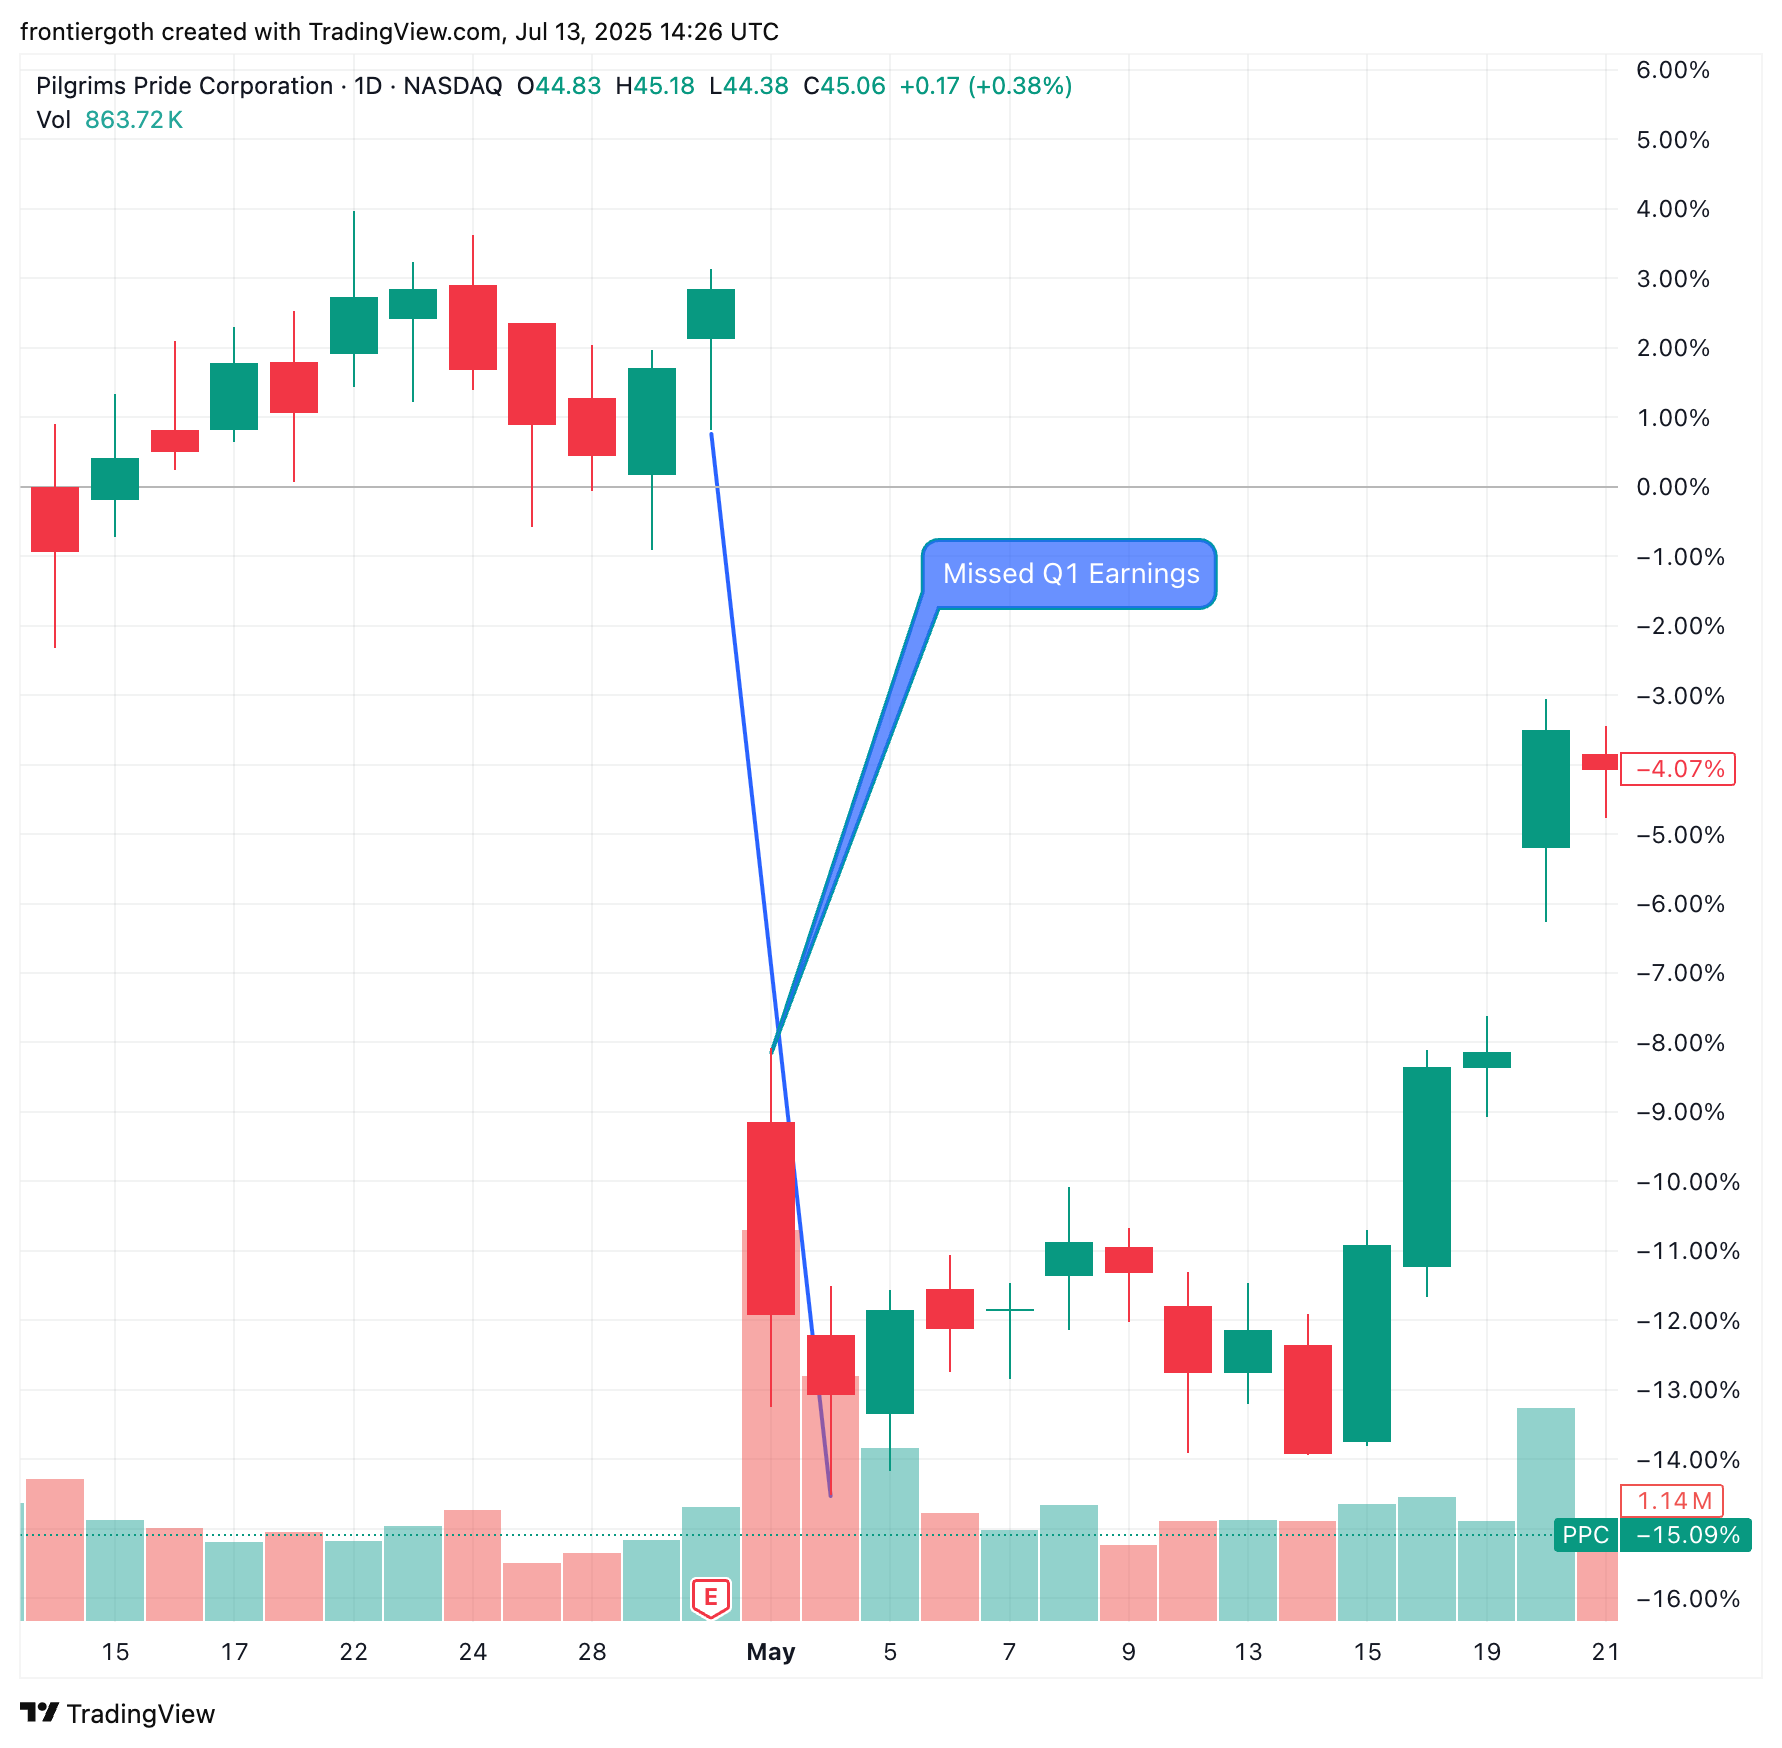 frontiergoth created with TradingView.com, Jul 13, 2025 14:26 UTC
Pilgrims Pride Corporation · 1D · NASDAQ O44.83 H45.18 L44.38 C45.06 +0.17 (+0.38%)
Vol 863.72 K
6.00%
5.00%
4.00%
3.00%
2.00%
1.00%
0.00%
−1.00%
Missed Q1 Earnings
−2.00%
−3.00%
−4.07%
−5.00%
−6.00%
−7.00%
−8.00%
−9.00%
−10.00%
−11.00%
−12.00%
−13.00%
−14.00%
1.14 M
PPC −15.09%
E
−16.00%
15 17 22 24 28 May 5 7 9 13 15 19 21
TradingView